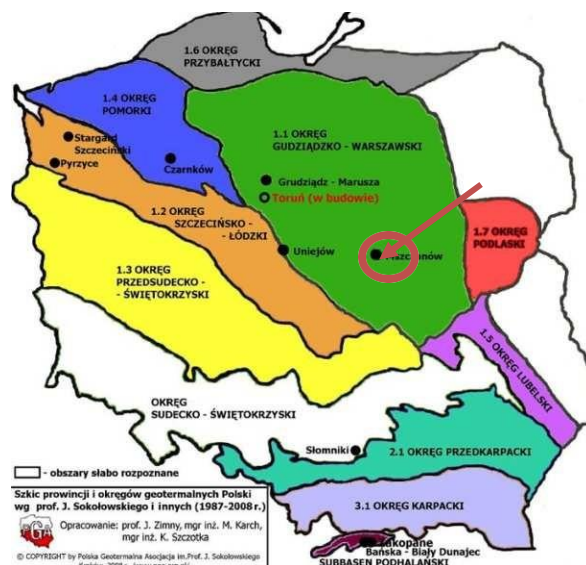 1.6 OKRĘG
PRZYBAŁTYCKI
1.4 OKRĘG
POMORKI
1.1 OKRĘG
GUDZIĄDZKO - WARSZAWSKI
Stargard
Szczeciński
Pyrzyce
Czarnków
Grudziądz - Marusza
Toruń (w budowie)
1.2 OKRĘG
SZCZECIŃSKO -
- ŁÓDZKI
1.7 OKRĘG
PODLASKI
Uniejów
1.3 OKRĘG
PRZEDSUDECKO -
- ŚWIĘTOKRZYSKI
1.5 OKRĘG LUBELSKI
OKRĘG
SUDECKO - ŚWIĘTOKRZYSKI
Słomniki
2.1 OKRĘG PRZEDKARPACKI
- obszary słabo rozpoznane
3.1 OKRĘG KARPACKI
Szkic prowincji i okręgów geotermalnych Polski
wg prof. J. Sokołowskiego i innych (1987-2008 r.)
PGA
Opracowanie: prof. J. Zimny, mgr inż. M. Karch,
mgr inż. K. Szczotka
© COPYRIGHT by Polska Geotermalna Asocjacja im.Prof. J. Sokołowskiego
Zakopane
Bańska - Biały Dunajec
SUBBASEN PODHALAŃSKI